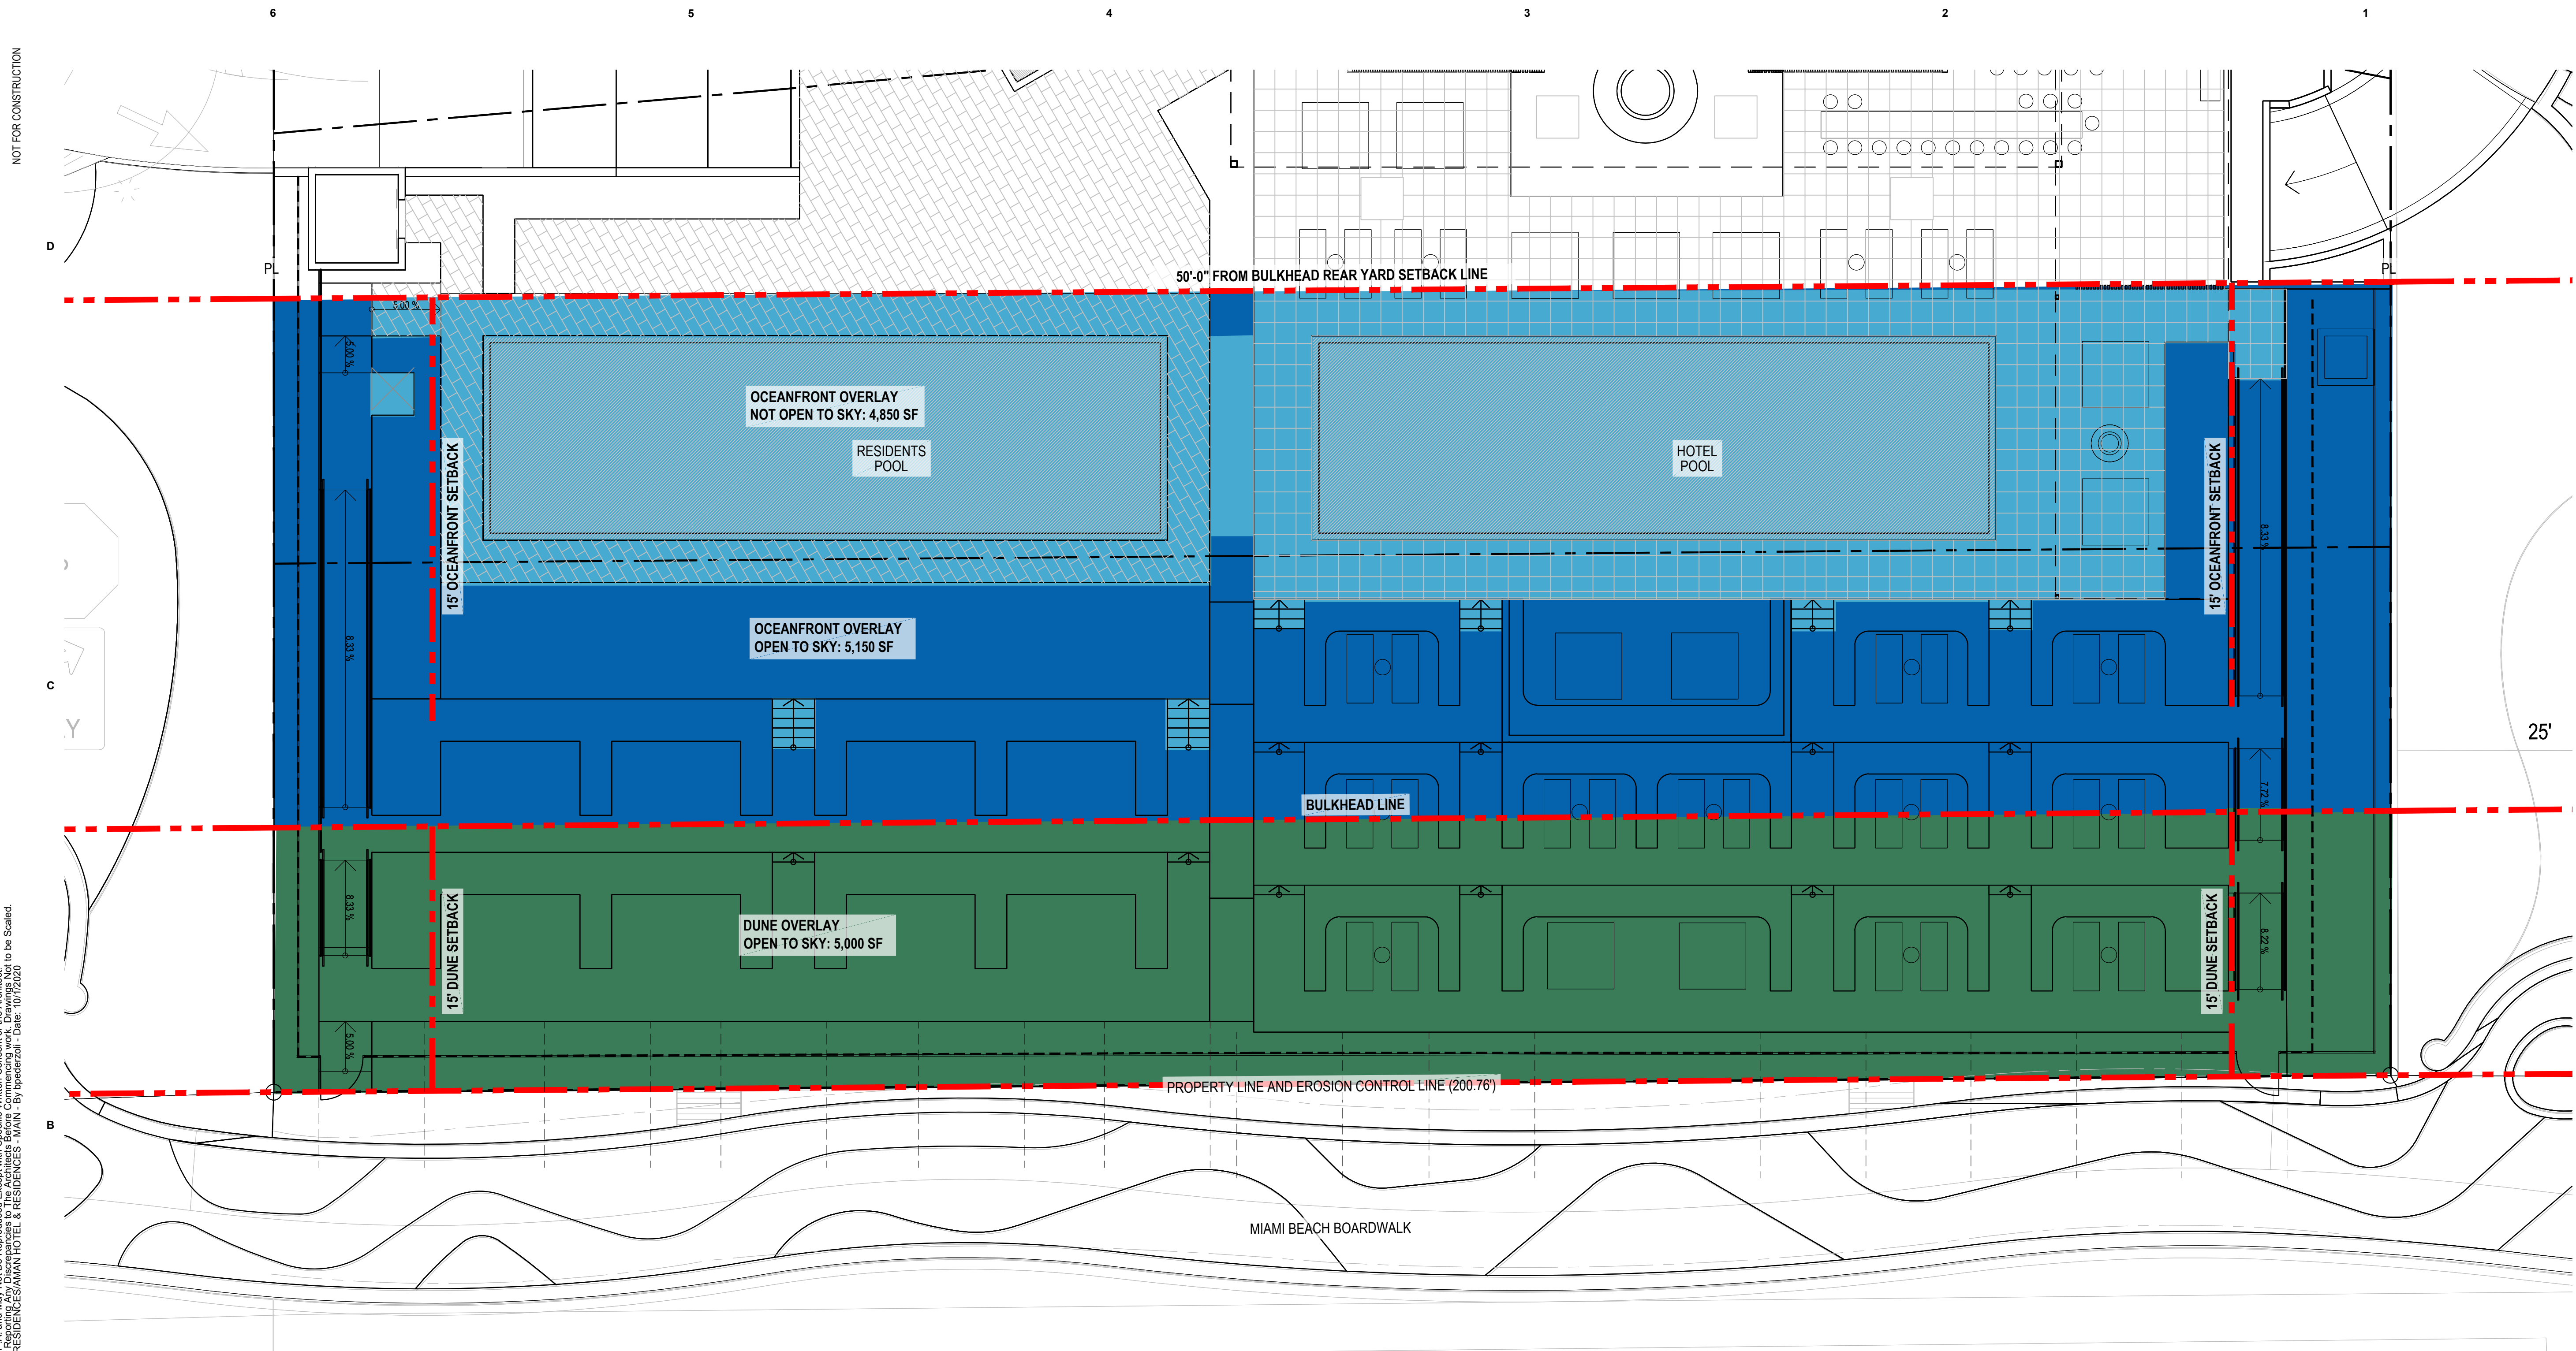 6 5 4 3 2 1
NOT FOR CONSTRUCTION
D
PL
50'-0" FROM BULKHEAD REAR YARD SETBACK LINE
PL
5.00 %
5.00 %
OCEANFRONT OVERLAY
NOT OPEN TO SKY: 4,850 SF
RESIDENTS
POOL
HOTEL
POOL
15' OCEANFRONT SETBACK
15' OCEANFRONT SETBACK
8.33 %
8.33 %
OCEANFRONT OVERLAY
OPEN TO SKY: 5,150 SF
C
Y
25'
BULKHEAD LINE
7.72 %
8.33 %
15' DUNE SETBACK
DUNE OVERLAY
OPEN TO SKY: 5,000 SF
15' DUNE SETBACK
8.22 %
5.00 %
PROPERTY LINE AND EROSION CONTROL LINE (200.76')
B
MIAMI BEACH BOARDWALK
Reporting Any Discrepancies to The Architects Before Commencing work. Drawings Not to be Scaled.
RESIDENCES/AMAN HOTEL & RESIDENCES - MAIN - By bpederzoli - Date: 10/1/2020